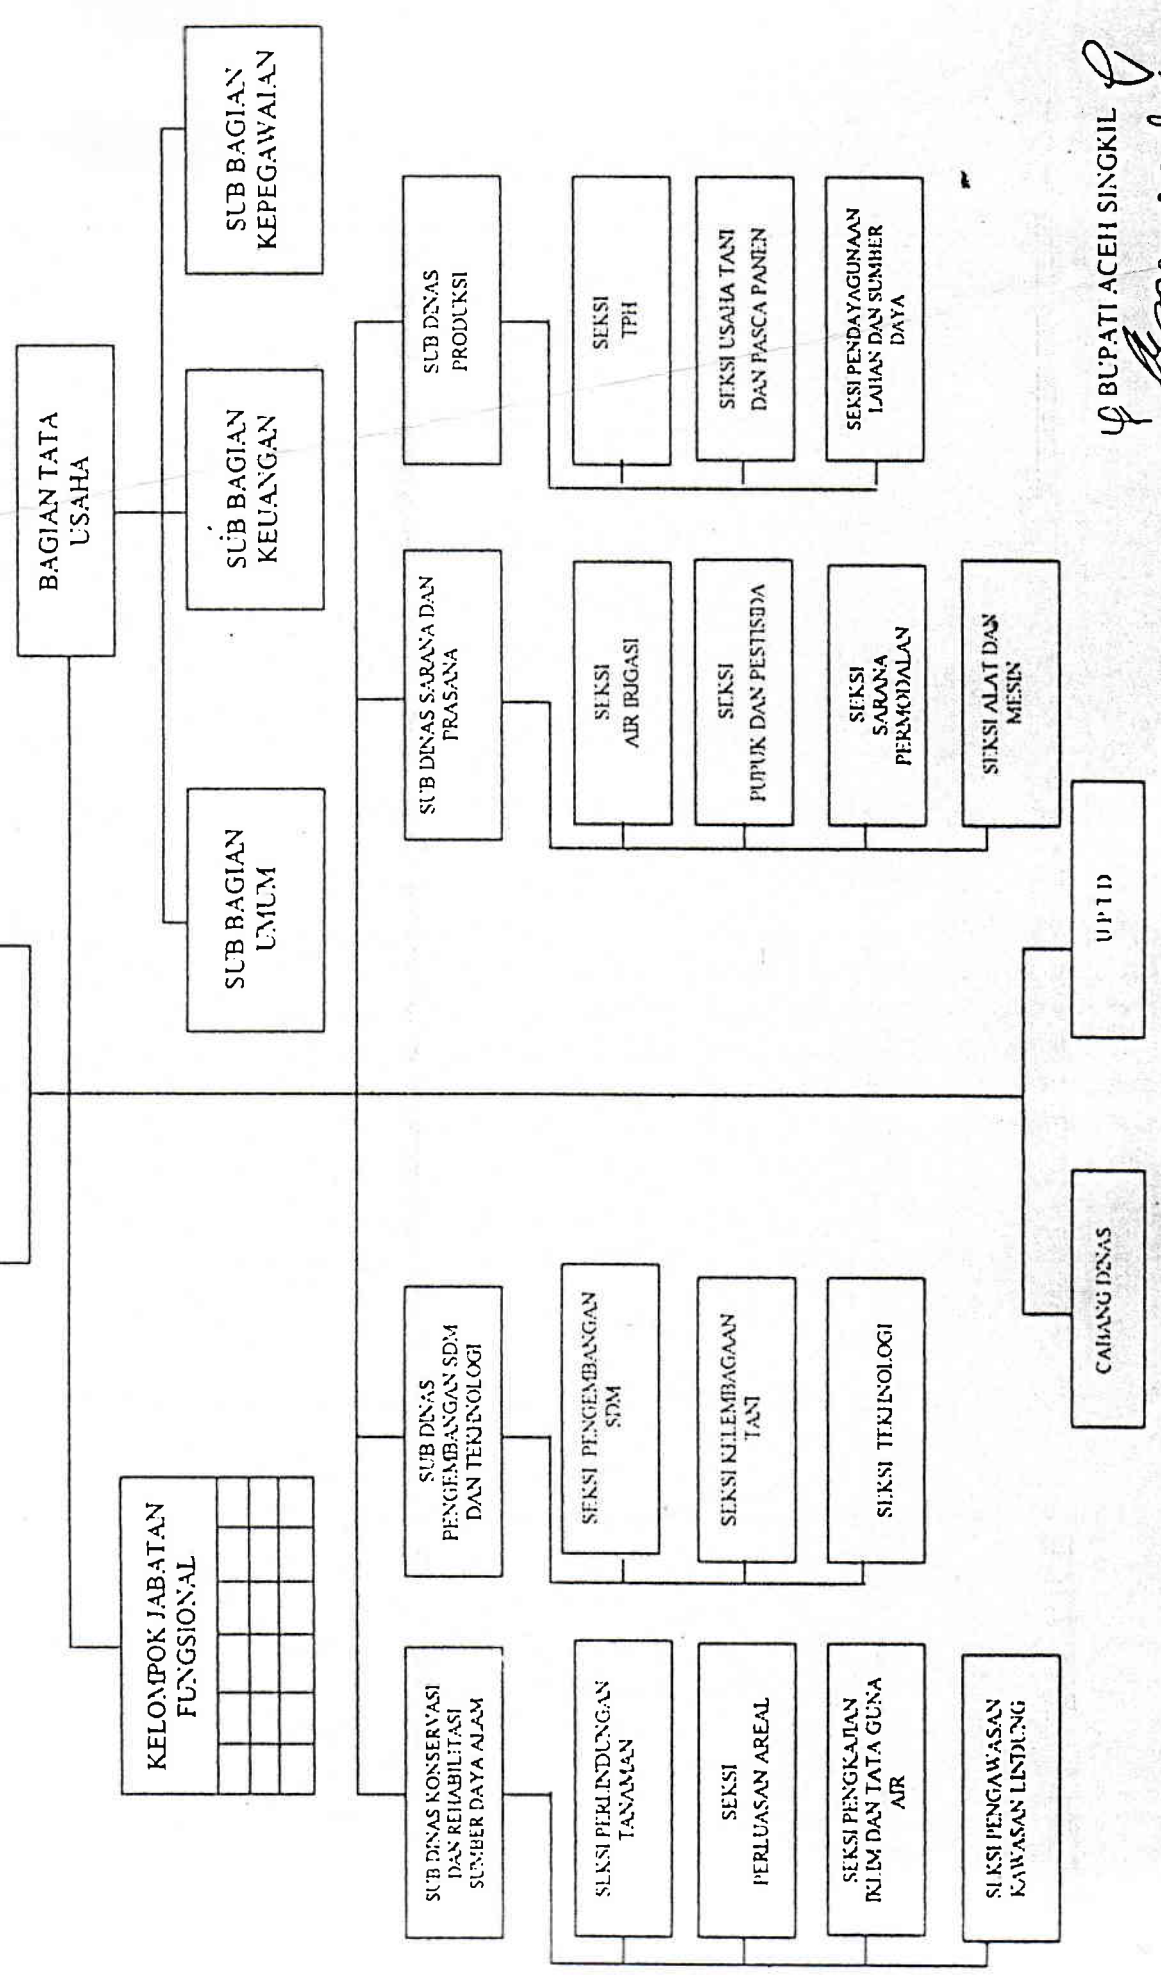 BAGIAN TATA
USAHA
KELOMPOK JABATAN
FUNGSIONAL
SUB BAGIAN
UMUM
SUB BAGIAN
KEUANGAN
SUB BAGIAN
KEPEGAWAIAN
SUB DINAS KONSERVASI
DAN REHABILITASI
SUMBER DAYA ALAM
SUB DINAS
PENGEMBANGAN SDM
DAN TEKHNOLOGI
SUB DINAS SARANA DAN
PRASANA
SUB DINAS
PRODUKSI
SEKSI PERLINDUNGAN
TANAMAN
SEKSI
PERLUASAN AREAL
SEKSI PENGKAJIAN
IKLIM DAN TATA GUNA
AIR
SEKSI PENGAWASAN
KAWASAN LINDUNG
SEKSI PENGEMBANGAN
SDM
SEKSI KELEMBAGAAN
TANI
SEKSI TEKHNOLOGI
SEKSI
AIR IRIGASI
SEKSI
PUPUK DAN PESTISIDA
SEKSI
SARANA
PERMODALAN
SEKSI ALAT DAN
MESIN
SEKSI
TPH
SEKSI USAHA TANI
DAN PASCA PANEN
SEKSI PENDAYAGUNAAN
LAHAN DAN SUMBER
DAYA
CABANG DINAS
UPTD
BUPATI ACEH SINGKIL